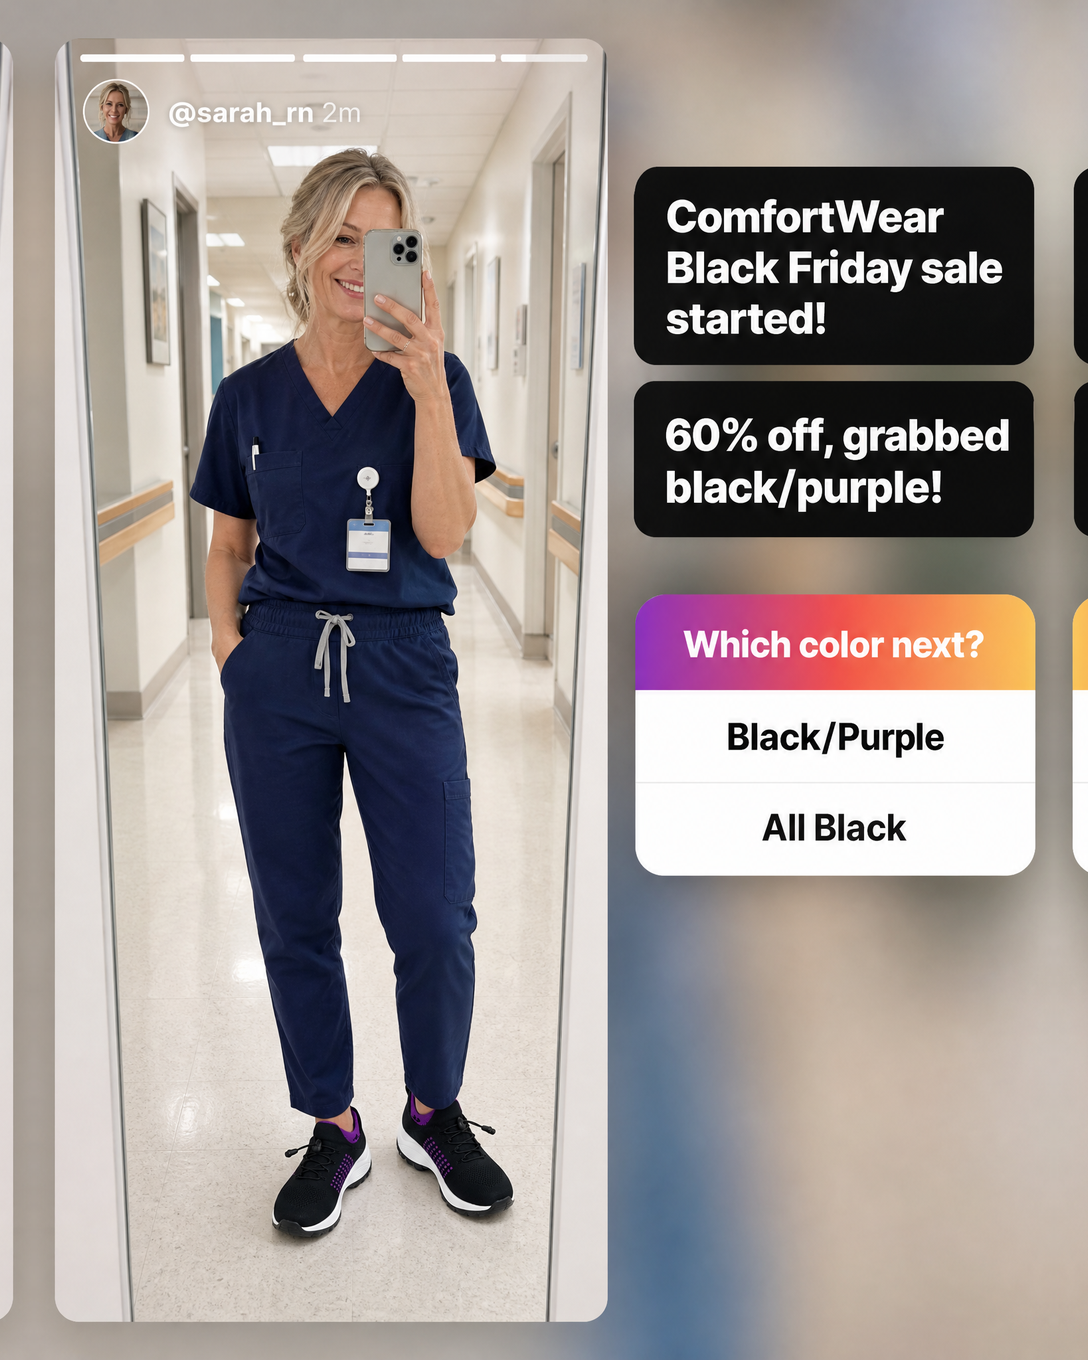 @sarah_rn 2m
ComfortWear
Black Friday sale
started!
60% off, grabbed
black/purple!
Which color next?
Black/Purple
All Black